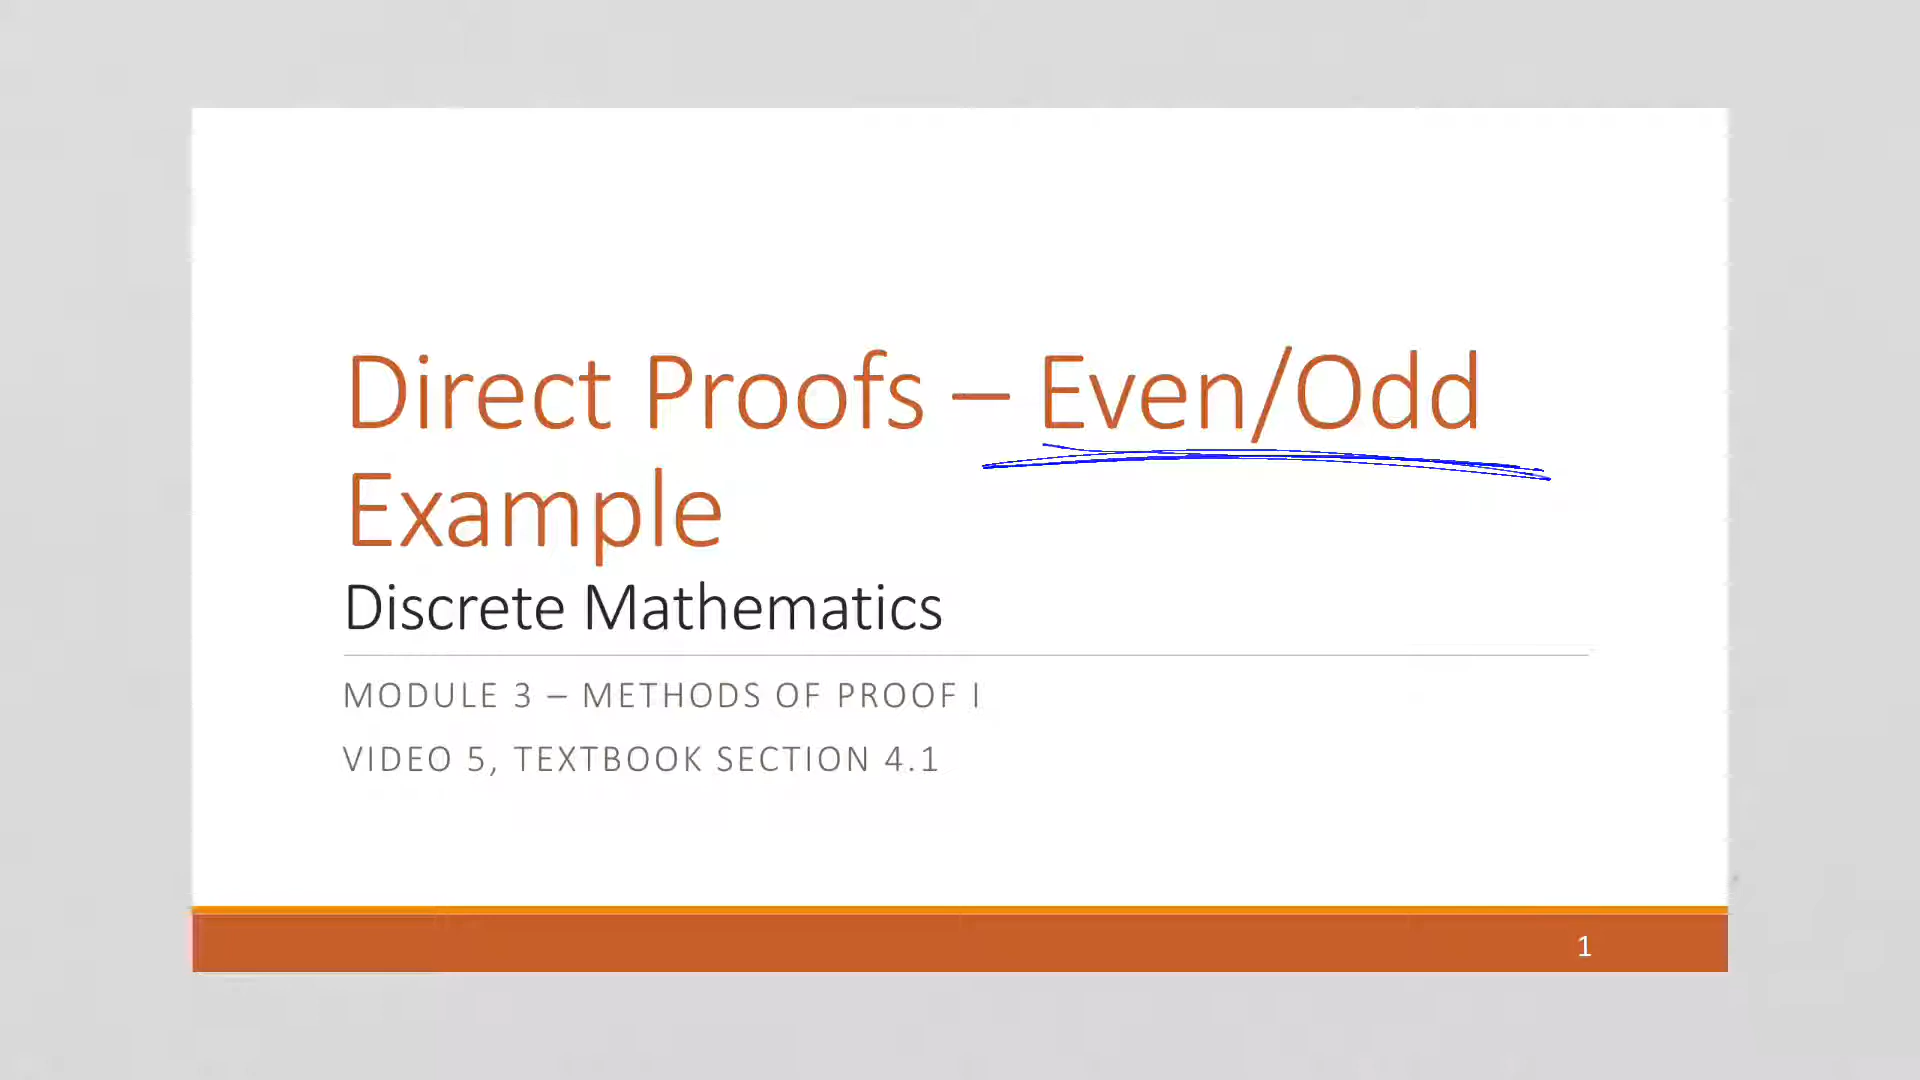 Direct Proofs – Even/Odd
Example
Discrete Mathematics
MODULE 3 – METHODS OF PROOF I
VIDEO 5, TEXTBOOK SECTION 4.1
1